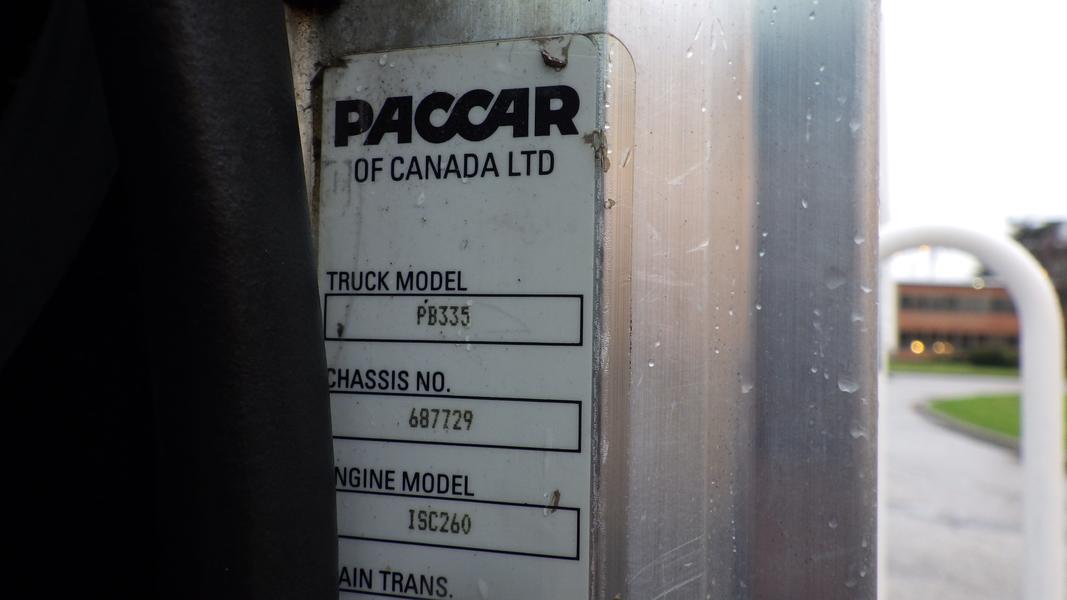 PACCAR
OF CANADA LTD
TRUCK MODEL
PB335
CHASSIS NO.
687729
NGINE MODEL
ISC260
AIN TRANS.